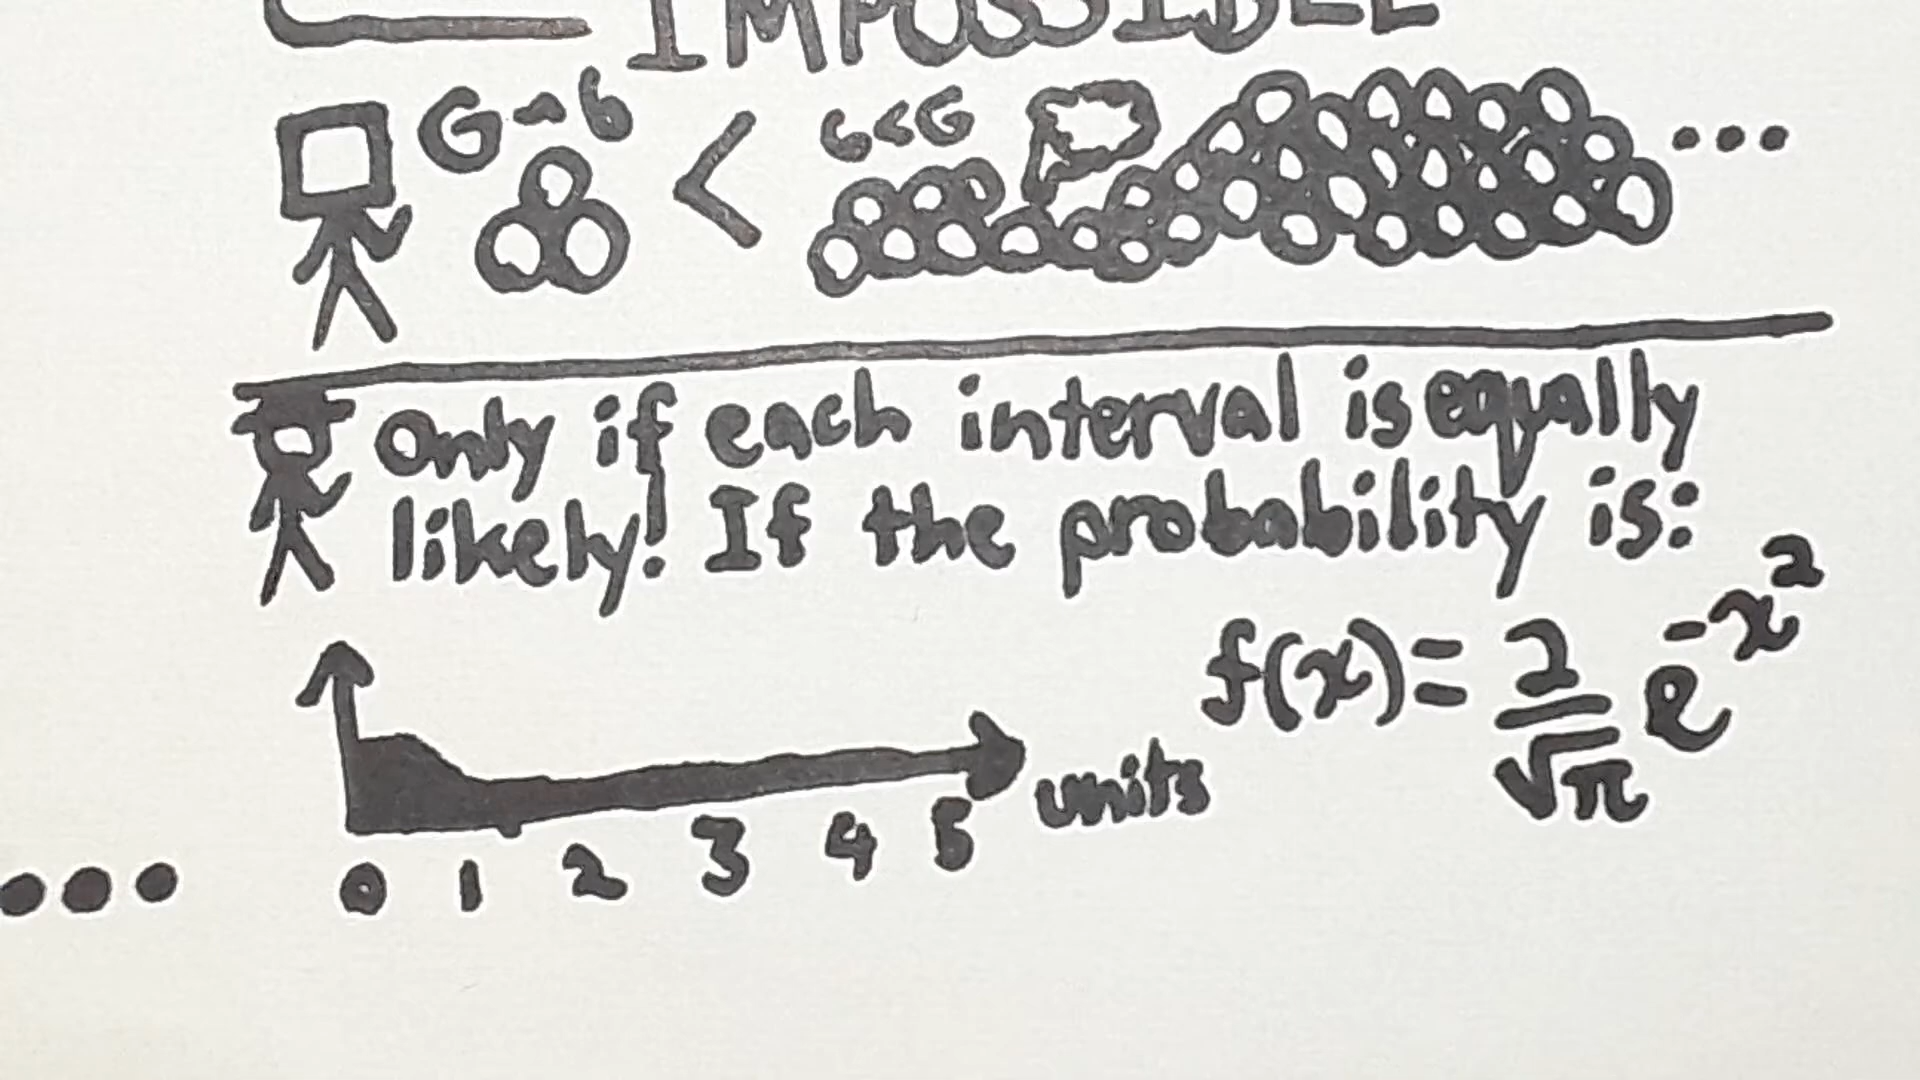 IMPOSSIBLE
G-6 < 6<G ...
Only if each interval is equally
likely! If the probability is:
f(x) = 2/√π e^-x^2
units
0 1 2 3 4 5
...